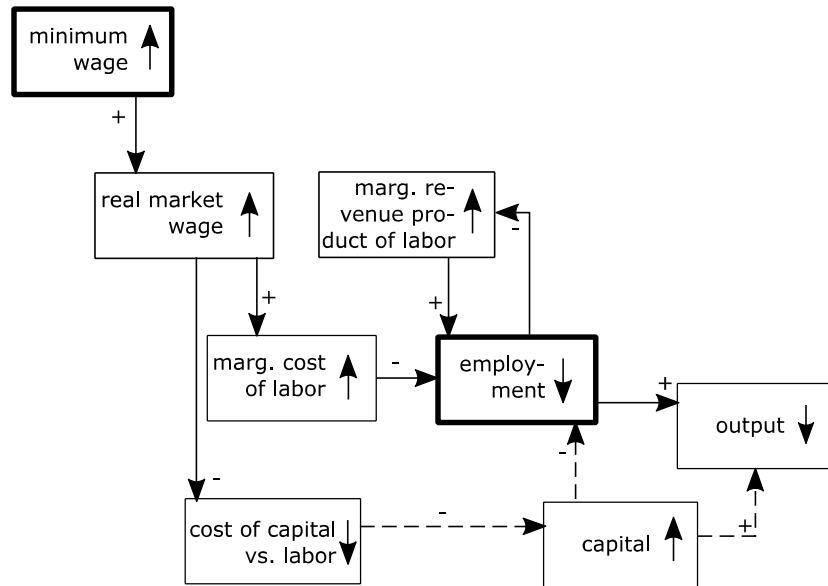 minimum
wage
+
real market
wage
marg. re-
venue pro-
duct of labor
-
+
+
marg. cost
of labor
-
employ-
ment
+
output
-
-
cost of capital
vs. labor
-
capital
+